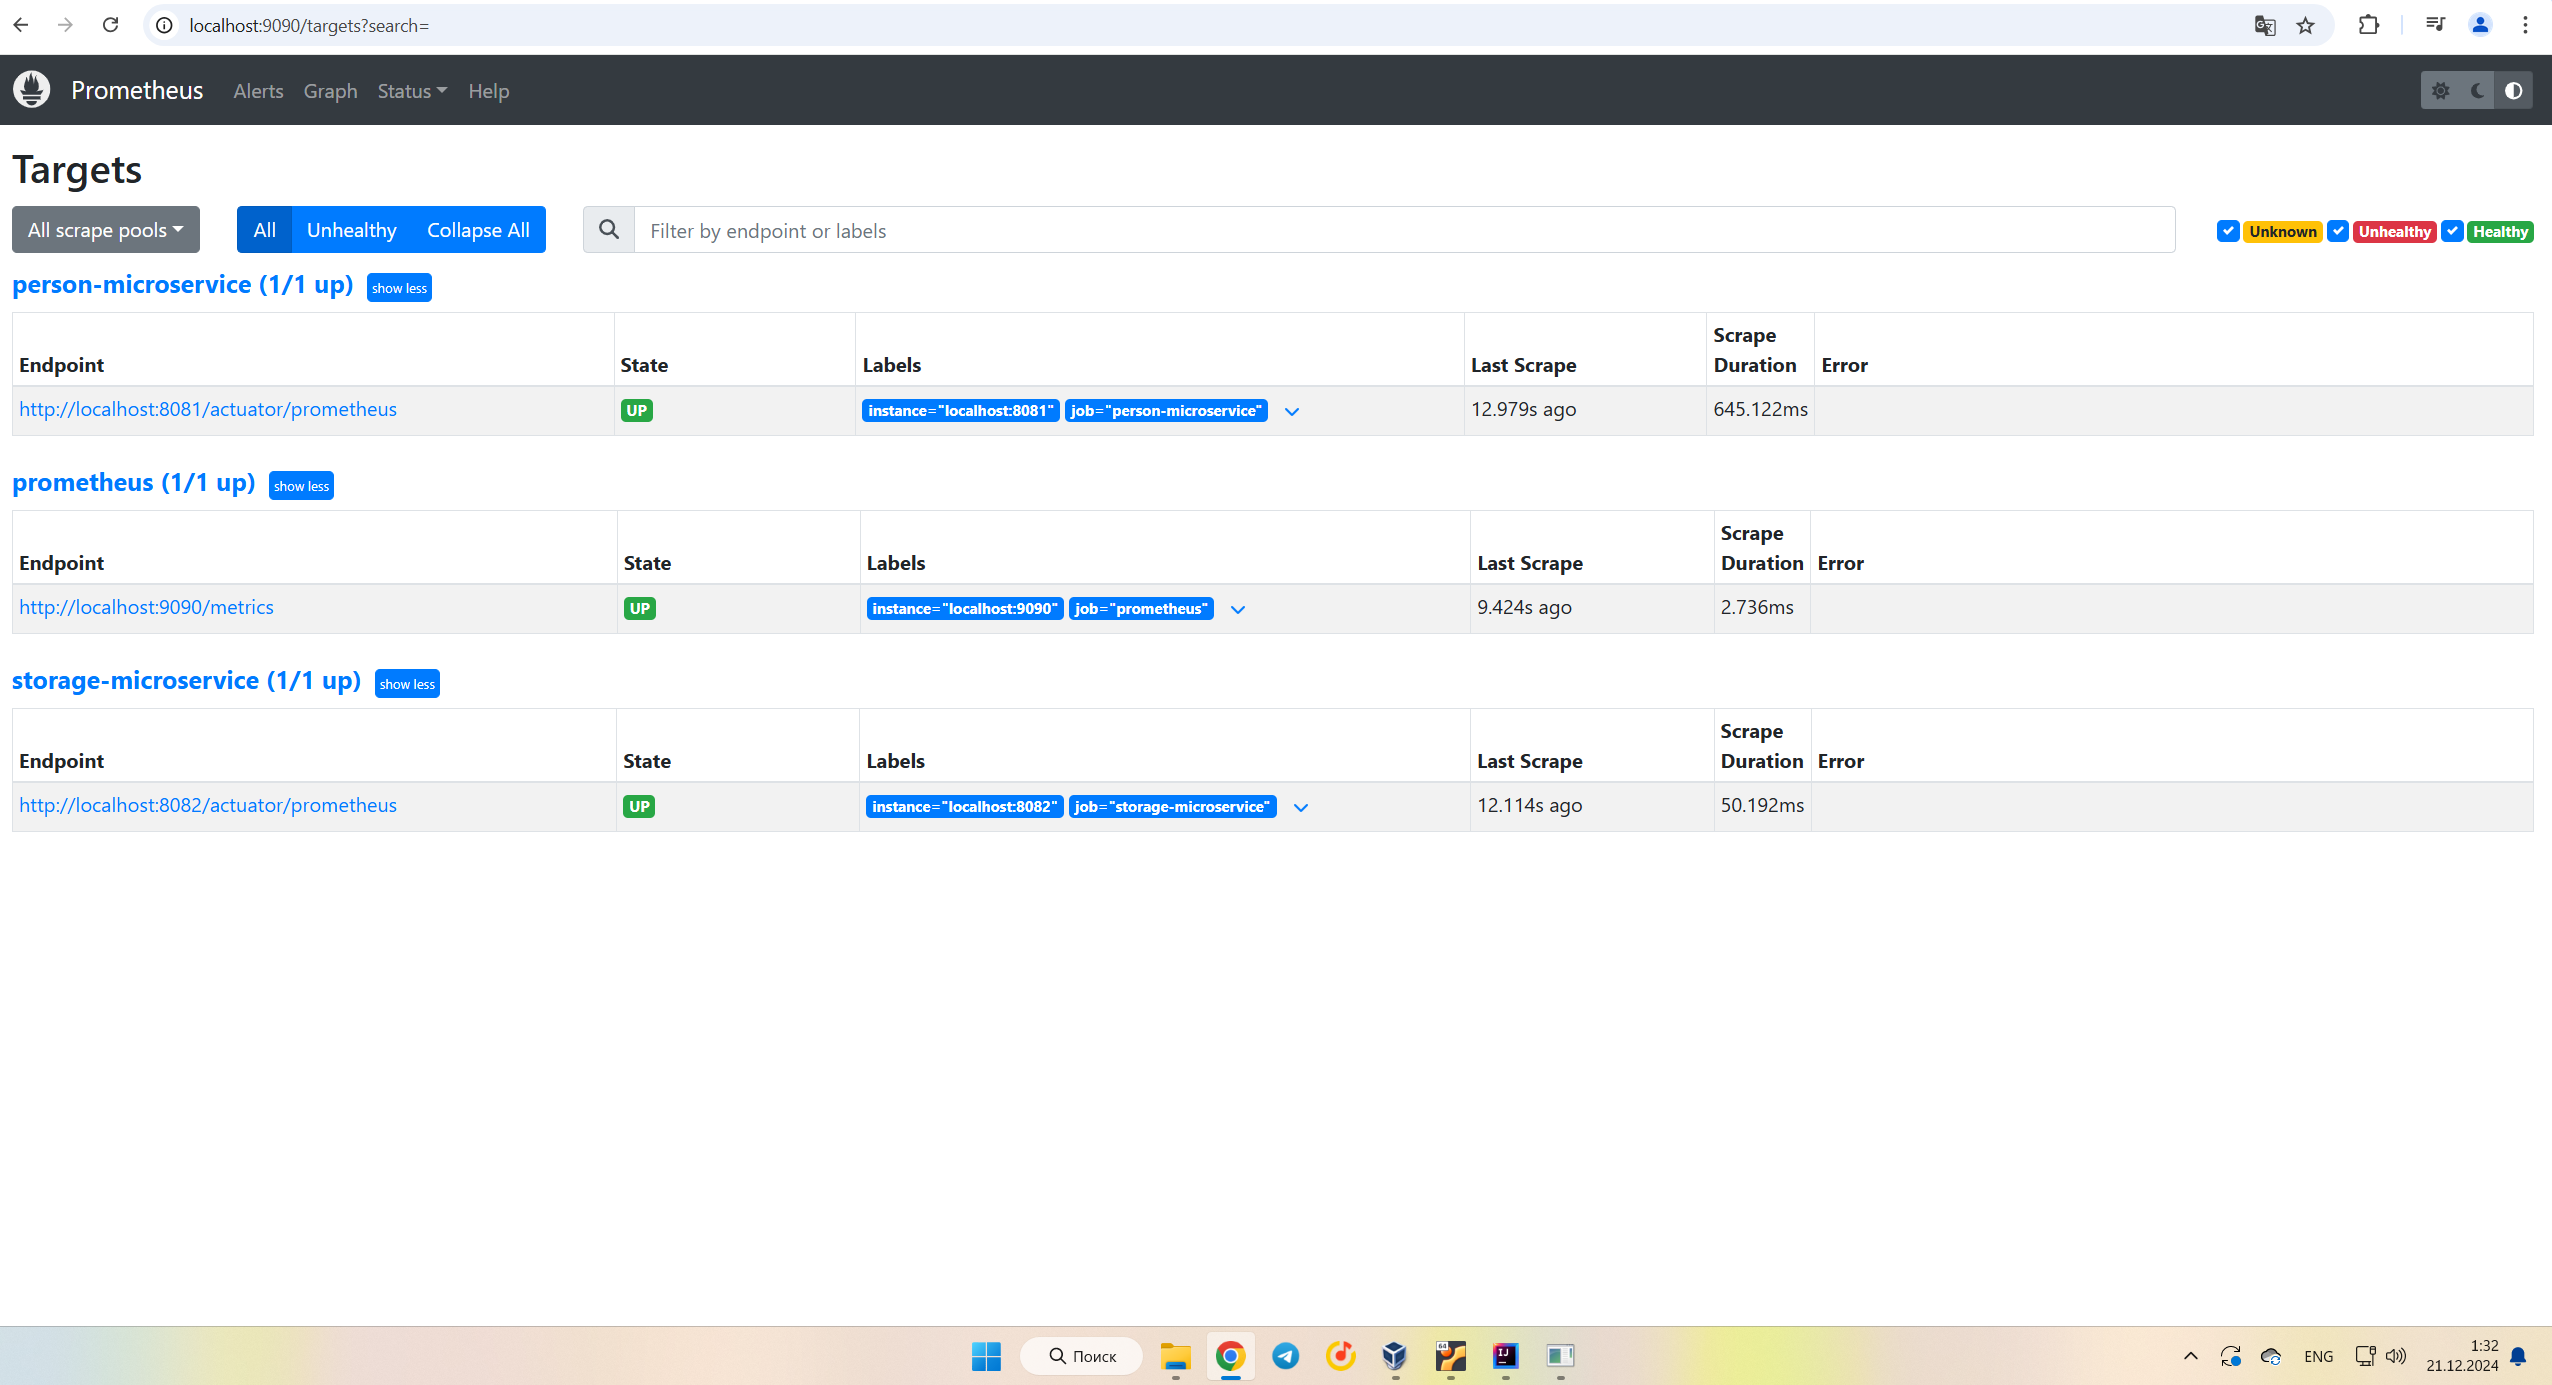 localhost:9090/targets?search=
Prometheus Alerts Graph Status Help
Targets
All scrape pools All Unhealthy Collapse All Filter by endpoint or labels Unknown Unhealthy Healthy
person-microservice (1/1 up) show less
Endpoint State Labels Last Scrape Scrape Duration Error
http://localhost:8081/actuator/prometheus UP instance="localhost:8081" job="person-microservice" 12.979s ago 645.122ms
prometheus (1/1 up) show less
Endpoint State Labels Last Scrape Scrape Duration Error
http://localhost:9090/metrics UP instance="localhost:9090" job="prometheus" 9.424s ago 2.736ms
storage-microservice (1/1 up) show less
Endpoint State Labels Last Scrape Scrape Duration Error
http://localhost:8082/actuator/prometheus UP instance="localhost:8082" job="storage-microservice" 12.114s ago 50.192ms
Поиск 64 IJ ENG 1:32
21.12.2024